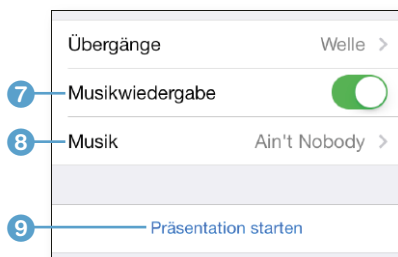 Übergänge Welle >
7 Musikwiedergabe
8 Musik Ain't Nobody >
9 Präsentation starten